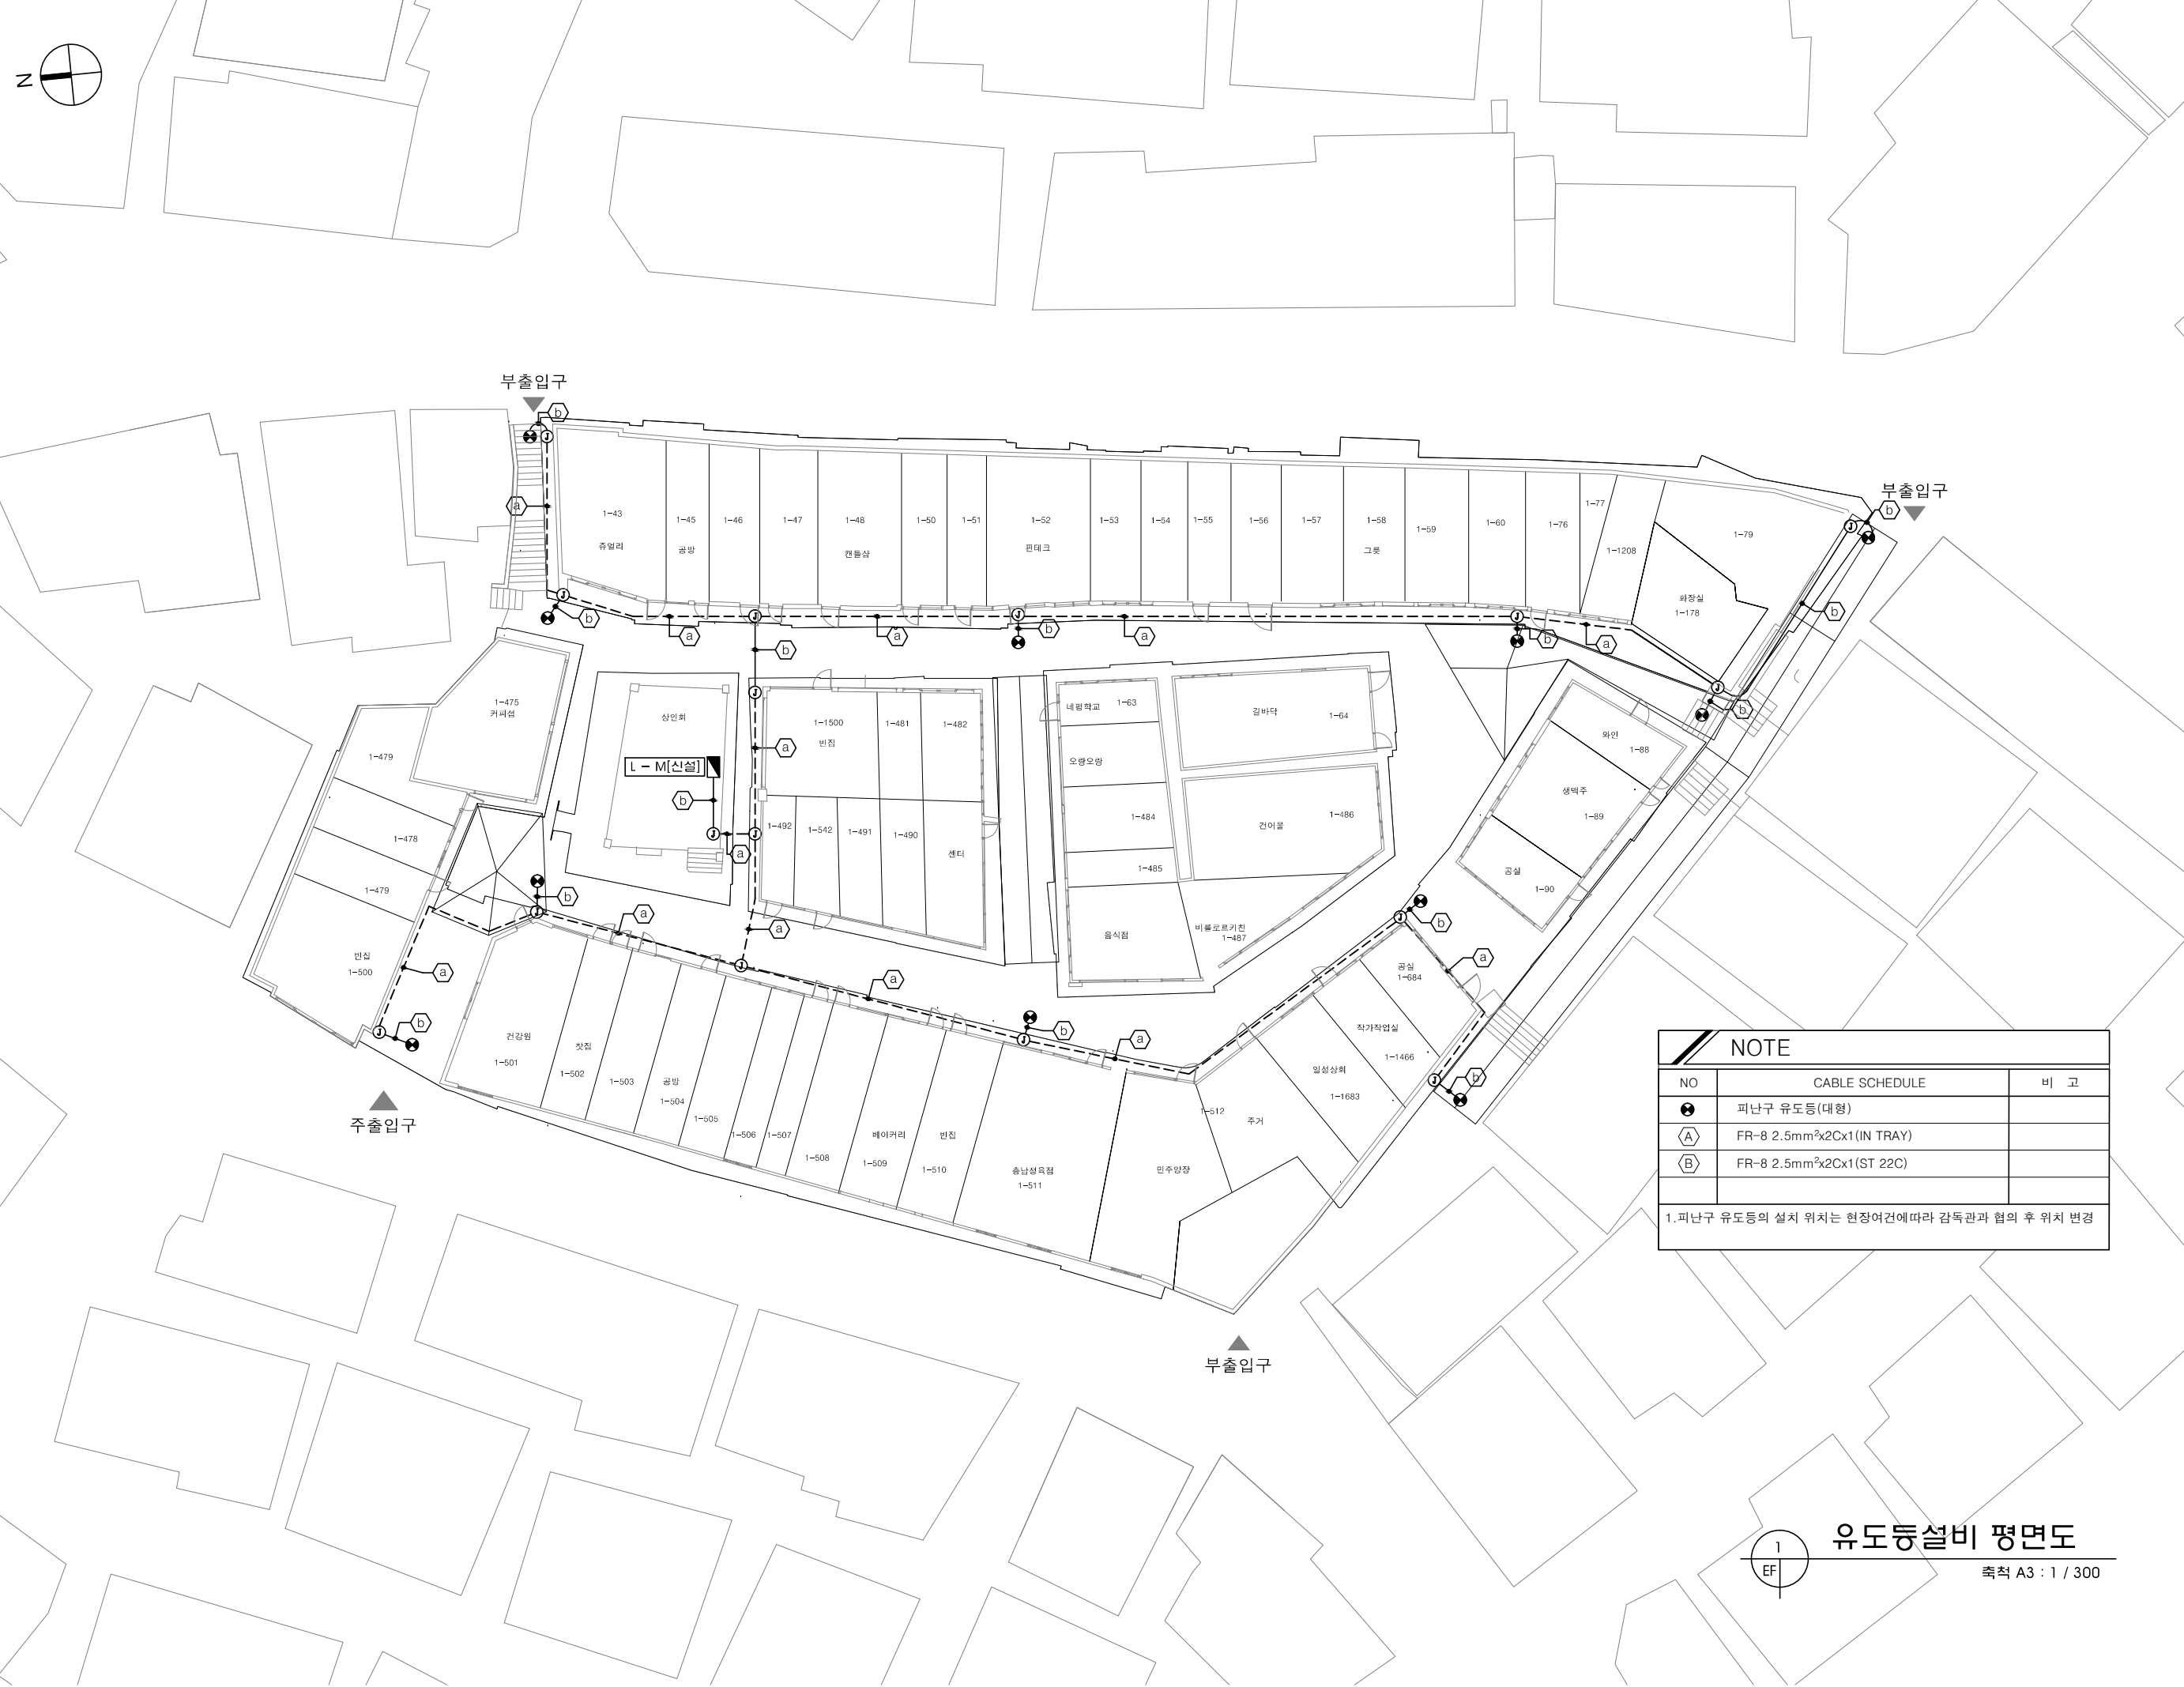 N
부출입구
b
부출입구
b
a
1-43
쥬얼리
1-45
공방
1-46
1-47
1-48
캔들샵
1-50
1-51
1-52
핀테크
1-53
1-54
1-55
1-56
1-57
1-58
그릇
1-59
1-60
1-76
1-77
1-1208
1-79
화장실
1-178
b
b
a
a
b
a
b
a
b
b
1-475
커피섬
1-479
1-478
1-479
빈집
1-500
상인회
L - M[신설]
b
a
a
1-1500
빈집
1-481
1-482
1-492
1-542
1-491
1-490
센터
네평학교
1-63
오랑오랑
1-484
1-485
음식점
길바닥
1-64
건어물
1-486
1-487
와인
1-88
생맥주
1-89
공실
1-90
b
a
a
a
b
a
b
a
b
a
b
b
건강원
1-501
찻집
1-502
1-503
공방
1-504
1-505
1-506
1-507
1-508
베이커리
1-509
빈집
1-510
충남정육점
1-511
민주양장
1-512
주거
일성상회
1-1683
작가작업실
1-1466
공실
1-684
주출입구
부출입구
NOTE
NO CABLE SCHEDULE 비 고
피난구 유도등(대형)
A FR-8 2.5mm²x2Cx1(IN TRAY)
B FR-8 2.5mm²x2Cx1(ST 22C)
1.피난구 유도등의 설치 위치는 현장여건에따라 감독관과 협의 후 위치 변경
1
EF
유도등설비 평면도
축척 A3 : 1 / 300